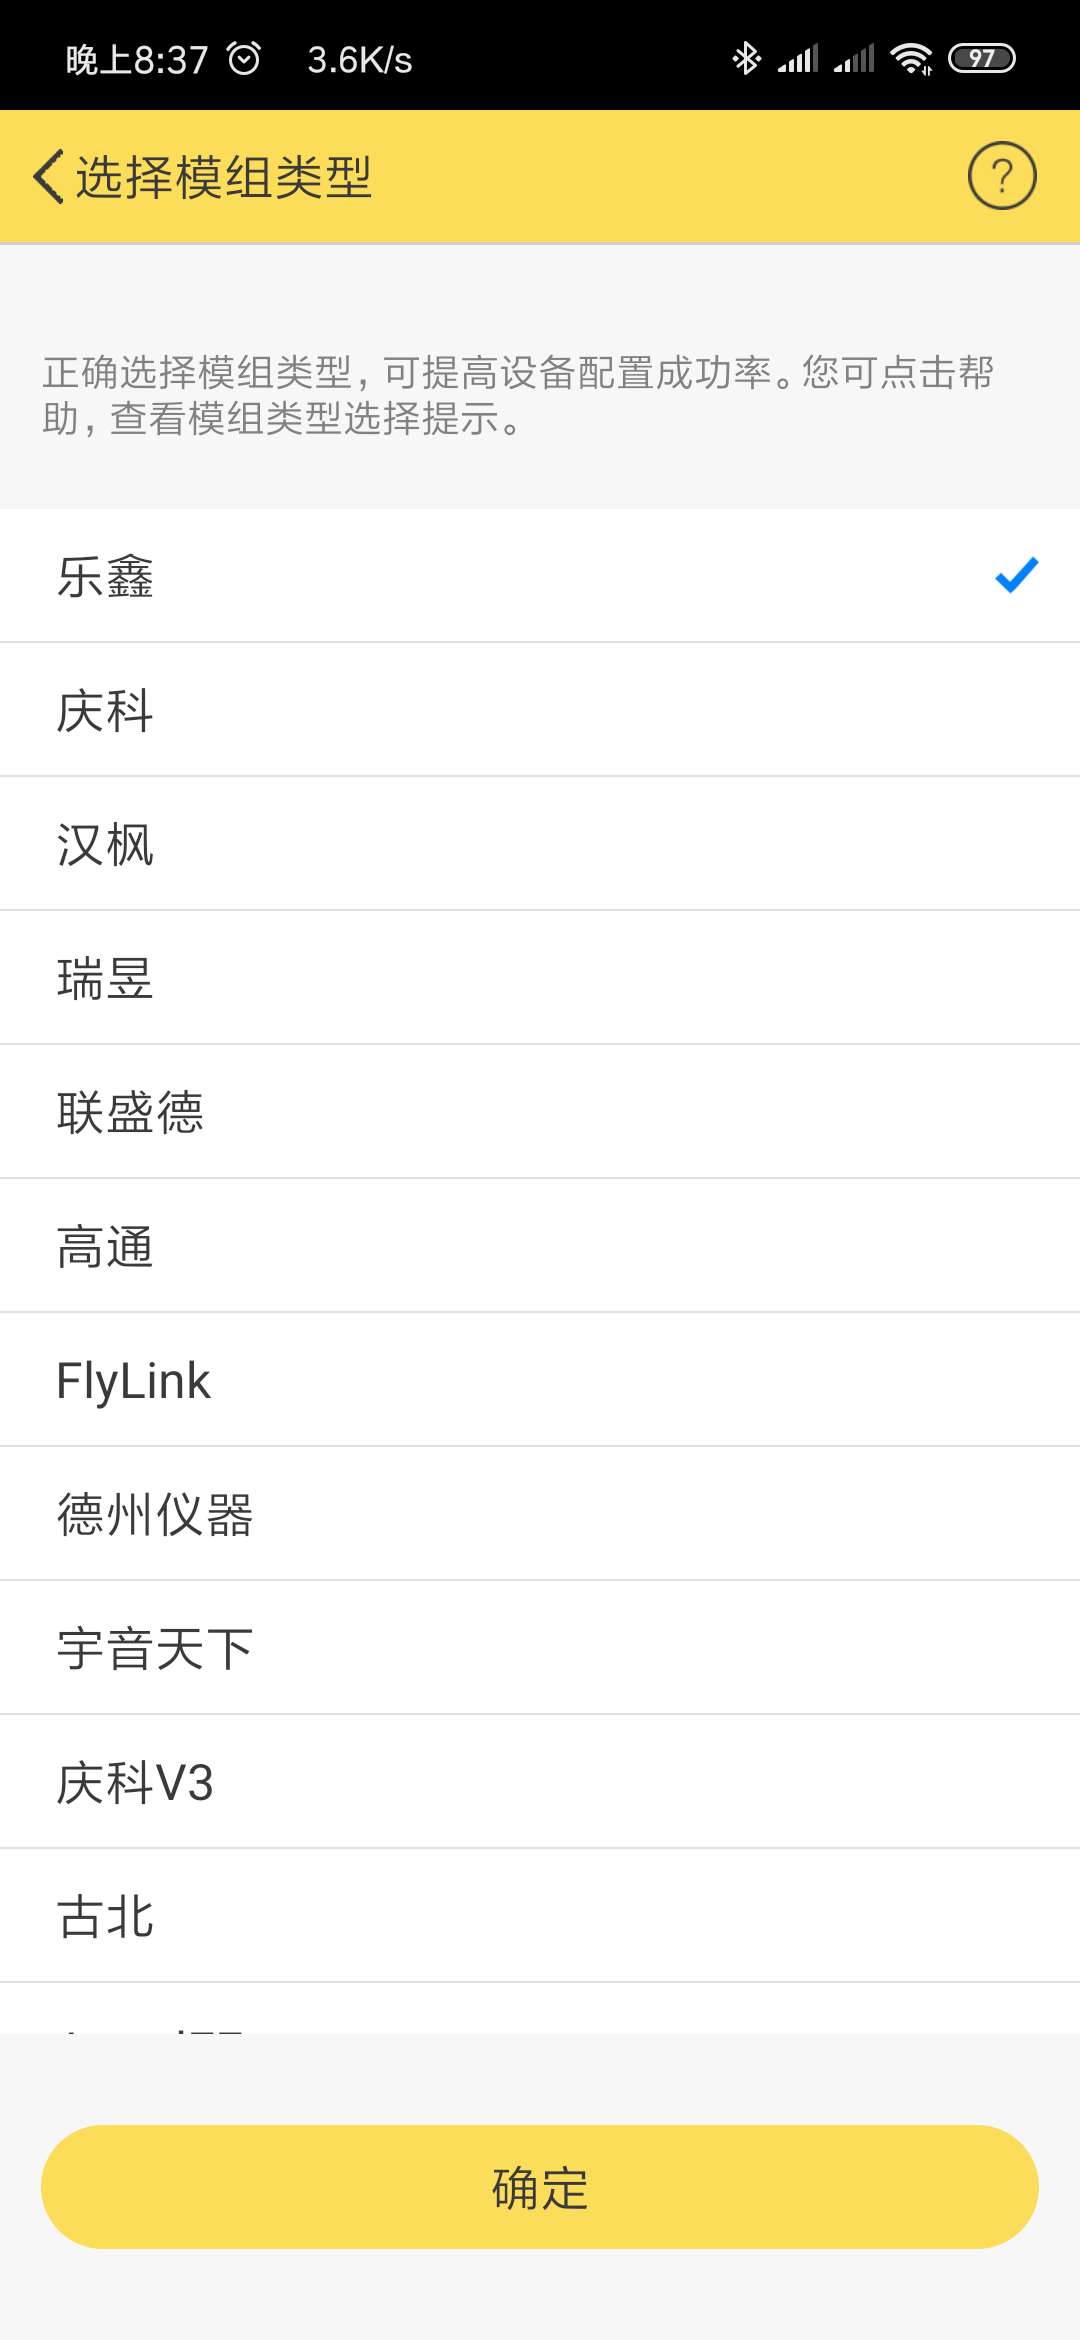 晚上8:37 3.6K/s 97
选择模组类型 ?
正确选择模组类型，可提高设备配置成功率。您可点击帮
助，查看模组类型选择提示。
乐鑫
庆科
汉枫
瑞昱
联盛德
高通
FlyLink
德州仪器
宇音天下
庆科V3
古北
确定